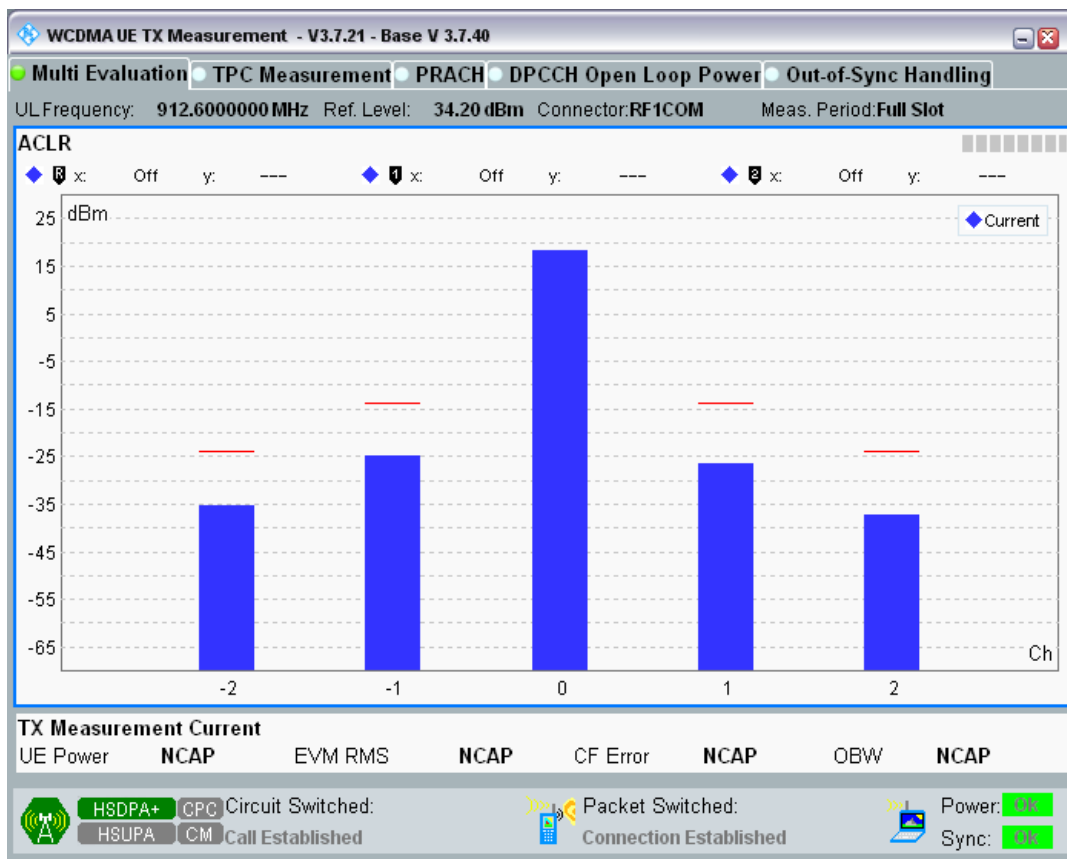 WCDMA UE TX Measurement - V3.7.21 - Base V 3.7.40
Multi Evaluation TPC Measurement PRACH DPCCH Open Loop Power Out-of-Sync Handling
UL Frequency: 912.6000000 MHz Ref. Level: 34.20 dBm Connector:RF1COM Meas. Period:Full Slot
ACLR
R x: Off y: --- 1 x: Off y: --- 2 x: Off y: ---
dBm
Current
25
15
5
-5
-15
-25
-35
-45
-55
-65
Ch
-2 -1 0 1 2
TX Measurement Current
UE Power NCAP EVM RMS NCAP CF Error NCAP OBW NCAP
HSDPA+ CPC Circuit Switched: Packet Switched: Power: OK
HSUPA CM Call Established Connection Established Sync: OK